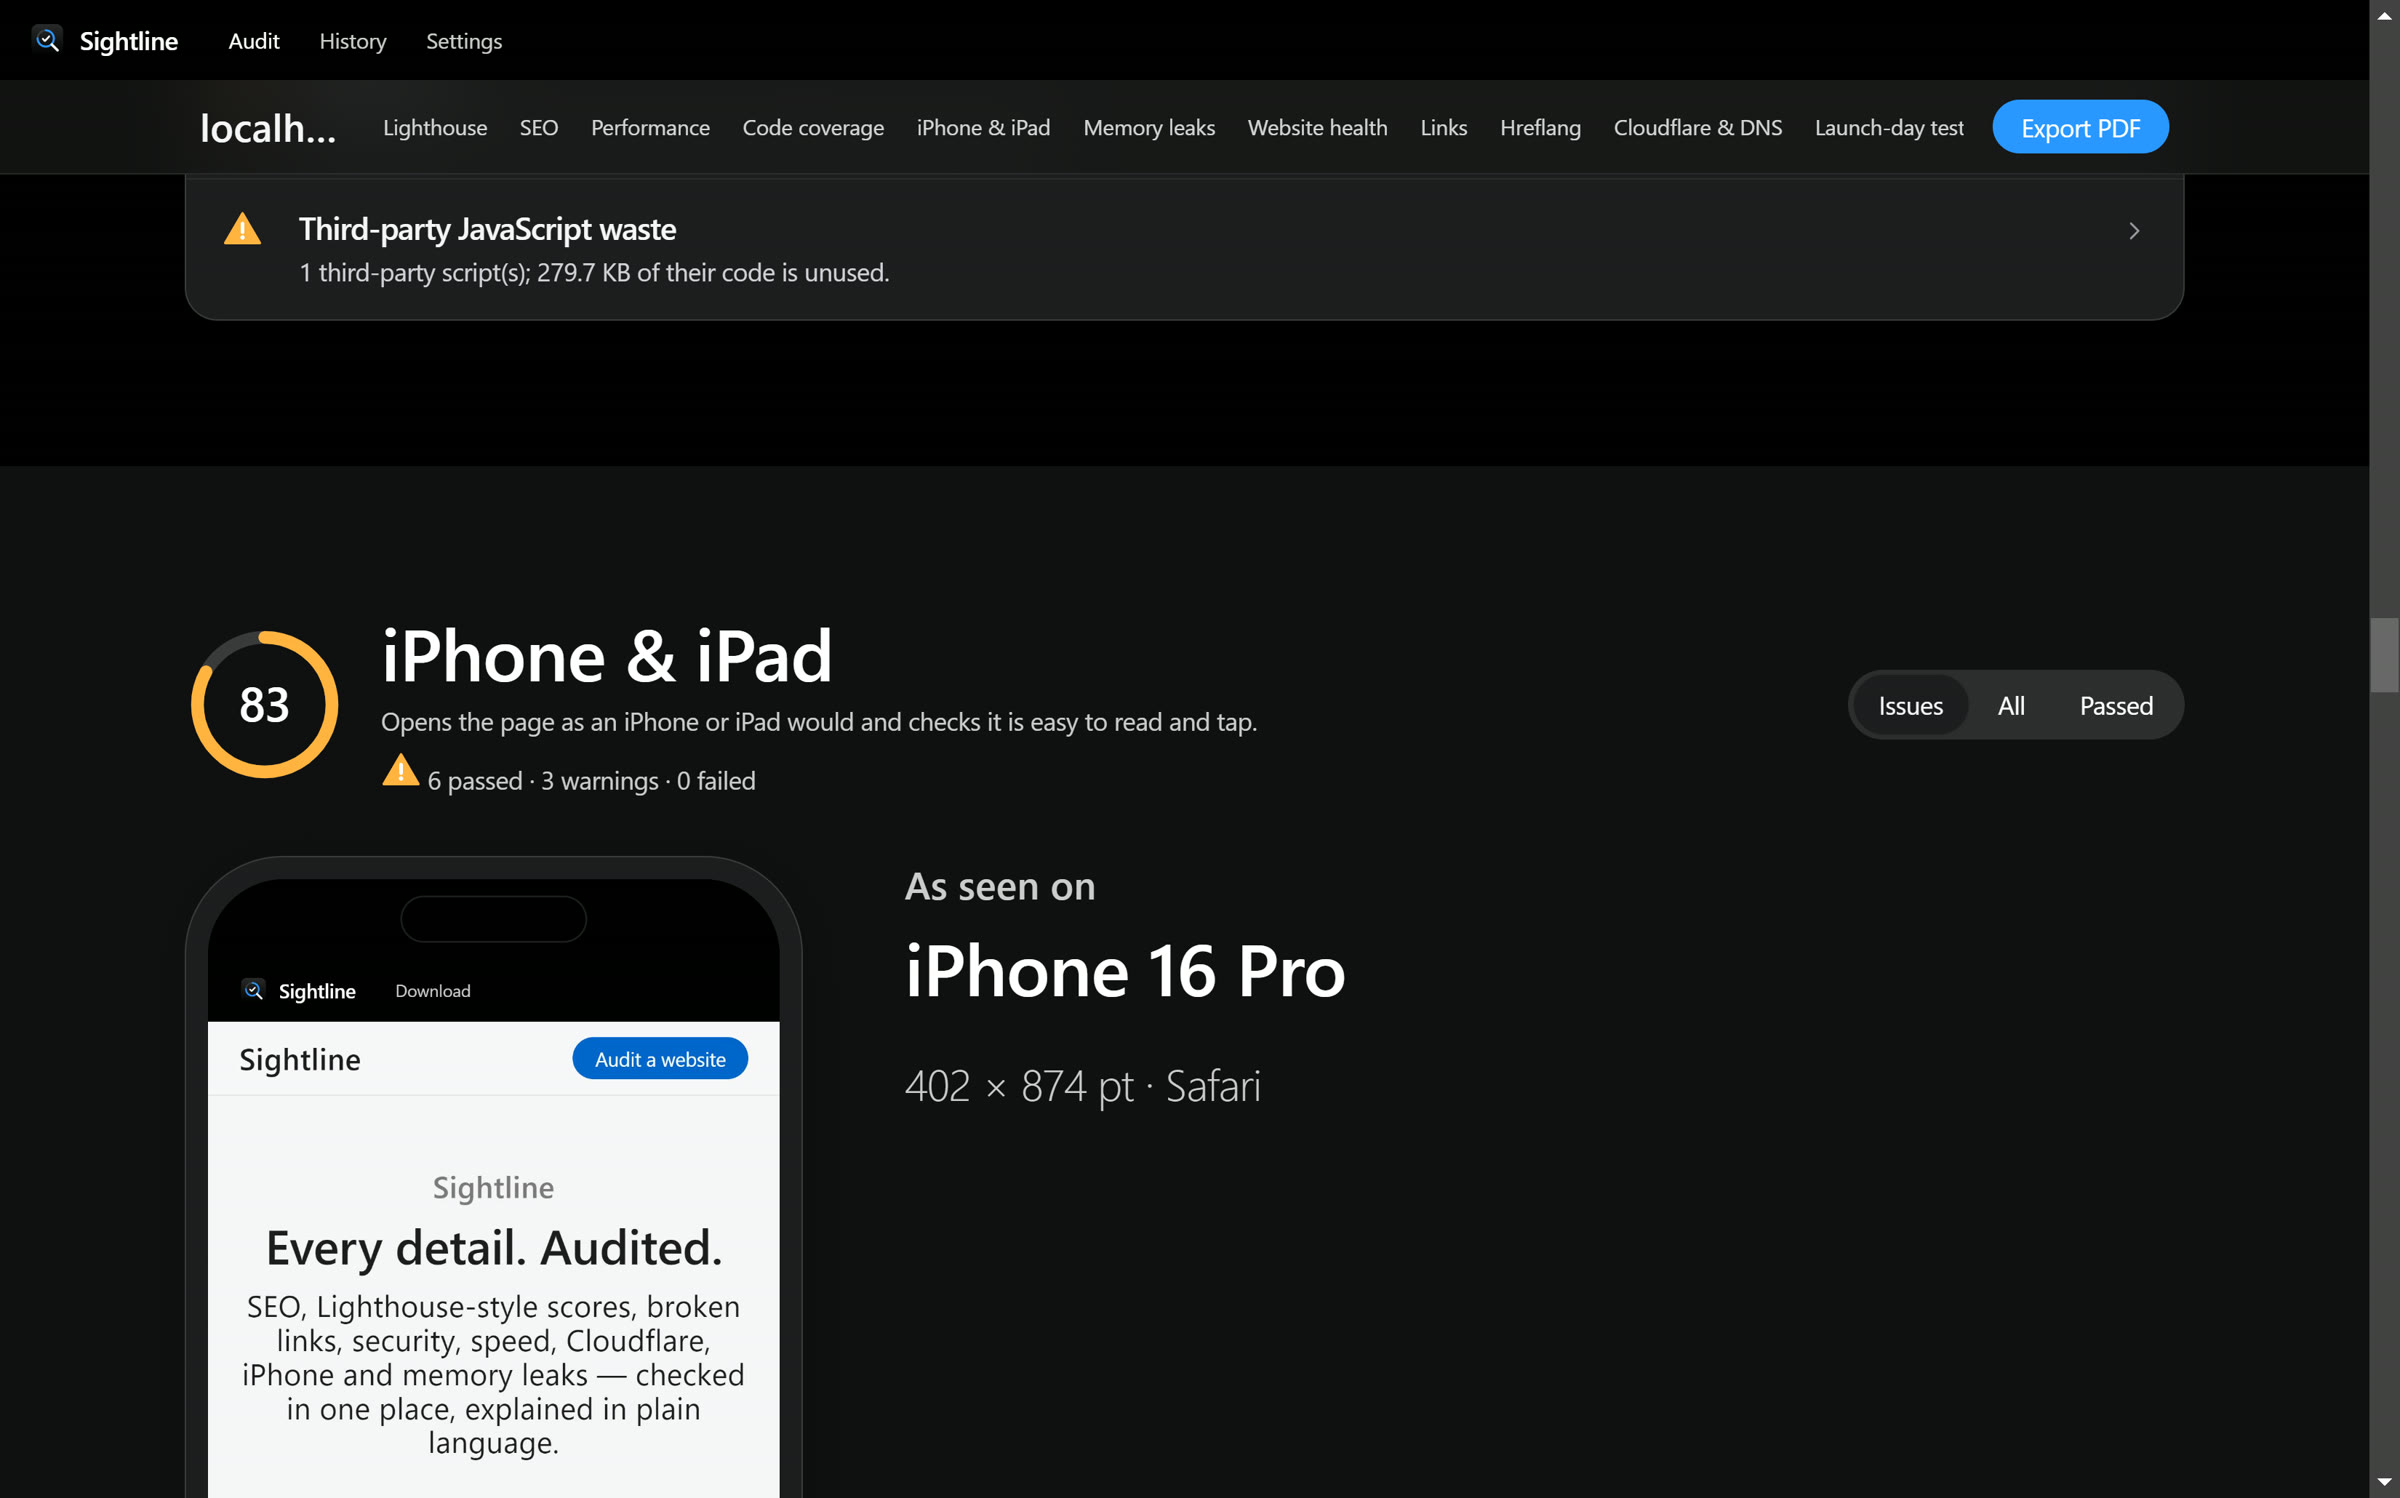 Sightline
Audit
History
Settings
localh...
Lighthouse
SEO
Performance
Code coverage
iPhone & iPad
Memory leaks
Website health
Links
Hreflang
Cloudflare & DNS
Launch-day test
Export PDF
Third-party JavaScript waste
1 third-party script(s); 279.7 KB of their code is unused.
83
iPhone & iPad
Opens the page as an iPhone or iPad would and checks it is easy to read and tap.
6 passed · 3 warnings · 0 failed
Issues
All
Passed
Sightline
Download
Sightline
Audit a website
Sightline
Every detail. Audited.
SEO, Lighthouse-style scores, broken
links, security, speed, Cloudflare,
iPhone and memory leaks — checked
in one place, explained in plain
language.
As seen on
iPhone 16 Pro
402 × 874 pt · Safari